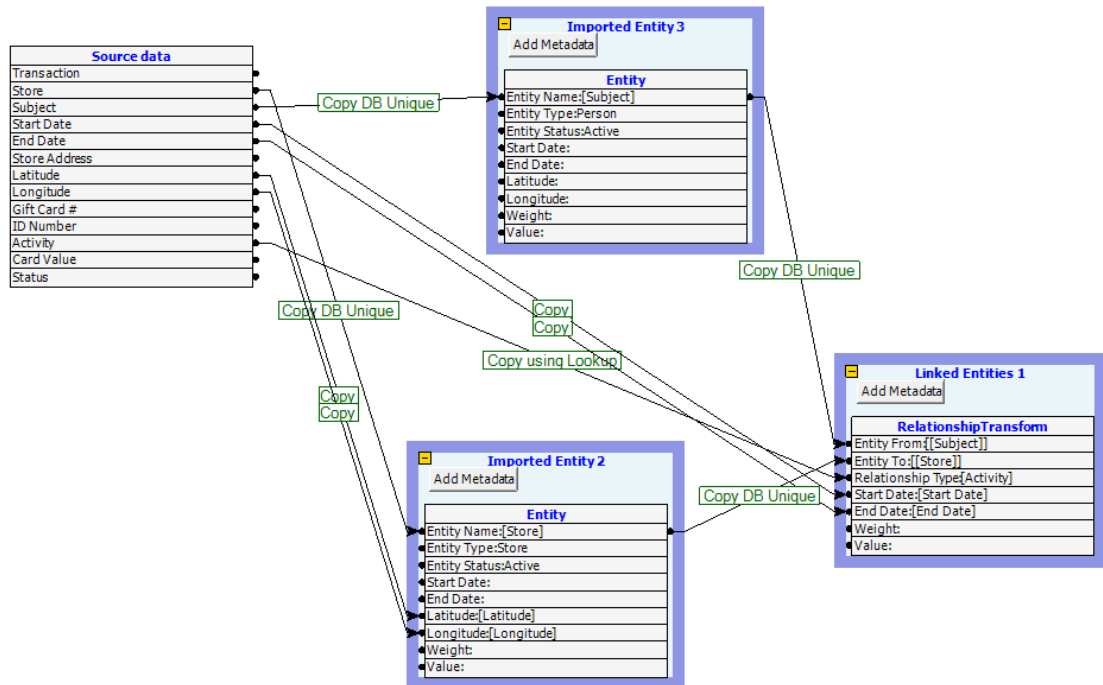 Source data
Transaction
Store
Subject
Start Date
End Date
Store Address
Latitude
Longitude
Gift Card #
ID Number
Activity
Card Value
Status
Imported Entity 3
Add Metadata
Entity
Entity Name:[Subject]
Entity Type:Person
Entity Status:Active
Start Date:
End Date:
Latitude:
Longitude:
Weight:
Value:
Copy DB Unique
Copy DB Unique
Copy DB Unique
Copy
Copy
Copy using Lookup
Copy
Copy
Copy DB Unique
Imported Entity 2
Add Metadata
Entity
Entity Name:[Store]
Entity Type:Store
Entity Status:Active
Start Date:
End Date:
Latitude:[Latitude]
Longitude:[Longitude]
Weight:
Value:
Linked Entities 1
Add Metadata
RelationshipTransform
Entity From:[[Subject]]
Entity To:[[Store]]
Relationship Type:[Activity]
Start Date:[Start Date]
End Date:[End Date]
Weight:
Value: